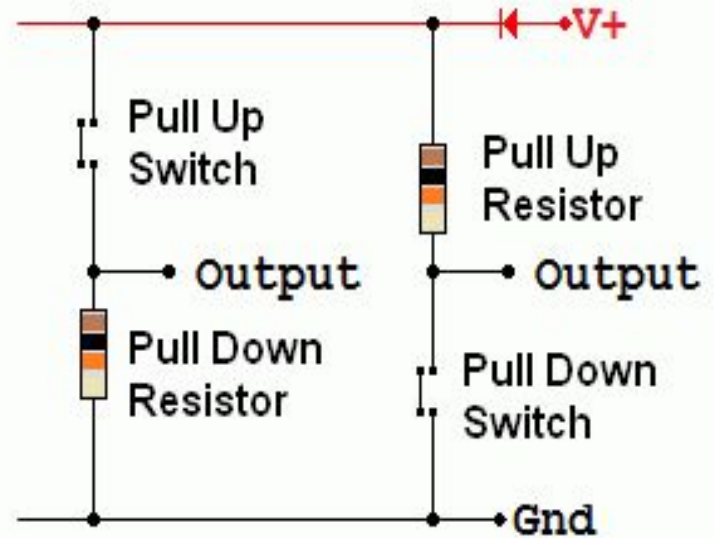 V+
Pull Up
Switch
Pull Up
Resistor
Output
Output
Pull Down
Resistor
Pull Down
Switch
Gnd